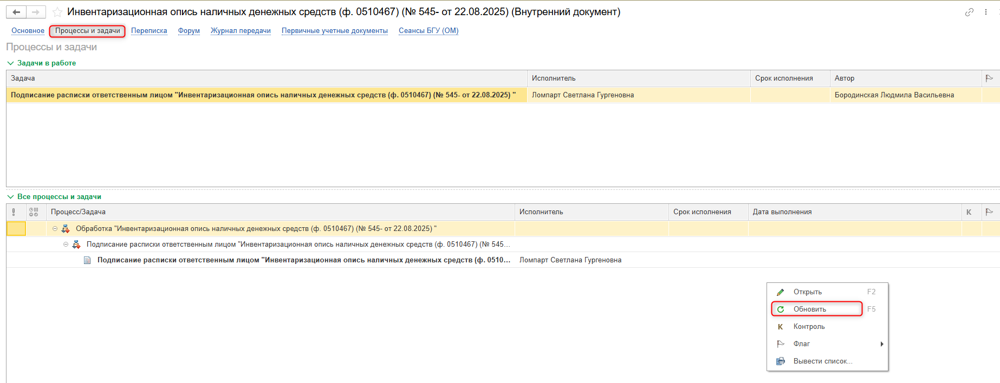 Инвентаризационная опись наличных денежных средств (ф. 0510467) (№ 545- от 22.08.2025) (Внутренний документ)
Основное Процессы и задачи Переписка Форум Журнал передачи Первичные учетные документы Сеансы БГУ (ОМ)
Процессы и задачи
Задачи в работе
Задача Исполнитель Срок исполнения Автор
Подписание расписки ответственным лицом "Инвентаризационная опись наличных денежных средств (ф. 0510467) (№ 545- от 22.08.2025) " Ломпарт Светлана Гургеновна Бородинская Людмила Васильевна
Все процессы и задачи
Процесс/Задача Исполнитель Срок исполнения Дата выполнения К
Обработка "Инвентаризационная опись наличных денежных средств (ф. 0510467) (№ 545- от 22.08.2025) "
Подписание расписки ответственным лицом "Инвентаризационная опись наличных денежных средств (ф. 0510467) (№ 545...
Подписание расписки ответственным лицом "Инвентаризационная опись наличных денежных средств (ф. 0510... Ломпарт Светлана Гургеновна
Открыть F2
Обновить F5
К Контроль
Флаг
Вывести список...